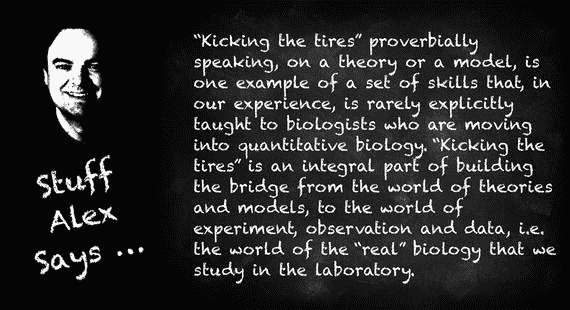 "Kicking the tires" proverbially
speaking, on a theory or a model, is
one example of a set of skills that, in
our experience, is rarely explicitly
taught to biologists who are moving
into quantitative biology. "Kicking the
tires" is an integral part of building
the bridge from the world of theories
and models, to the world of
experiment, observation and data, i.e.
the world of the "real" biology that we
study in the laboratory.
Stuff
Alex
Says ...